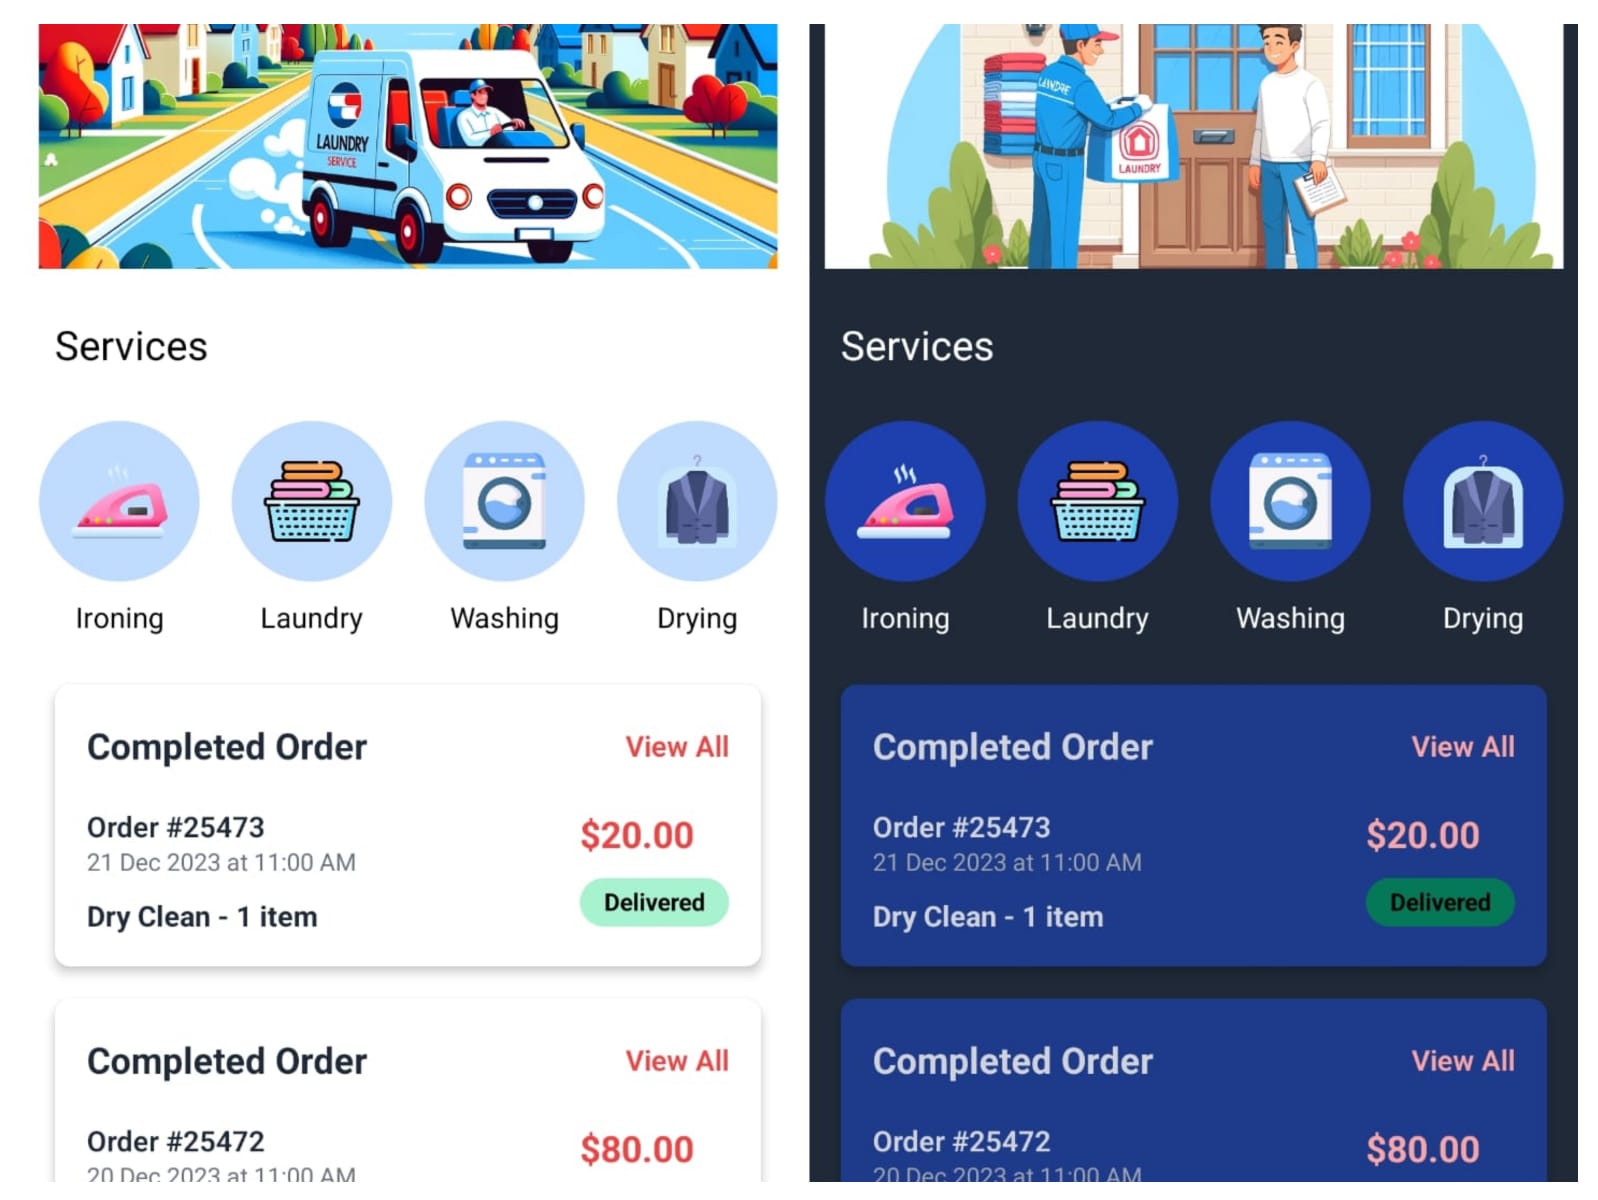 LAUNDRY
SERVICE
Services
Ironing
Laundry
Washing
Drying
Completed Order
View All
Order #25473
$20.00
21 Dec 2023 at 11:00 AM
Delivered
Dry Clean - 1 item
Completed Order
View All
Order #25472
$80.00
20 Dec 2023 at 11:00 AM
LAUNDRY
Services
Ironing
Laundry
Washing
Drying
Completed Order
View All
Order #25473
$20.00
21 Dec 2023 at 11:00 AM
Delivered
Dry Clean - 1 item
Completed Order
View All
Order #25472
$80.00
20 Dec 2023 at 11:00 AM